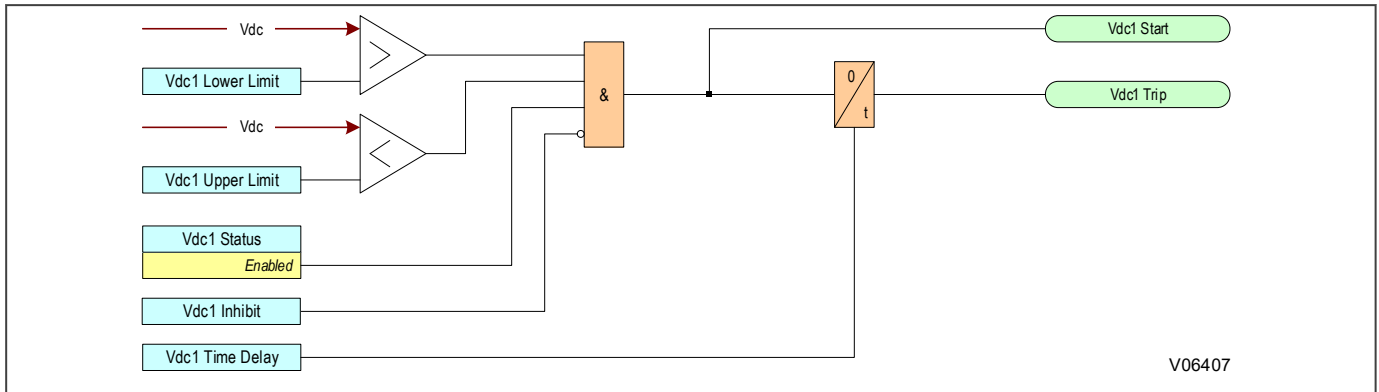 Vdc
Vdc1 Start
>
Vdc1 Lower Limit
&
0
t
Vdc1 Trip
Vdc
<
Vdc1 Upper Limit
Vdc1 Status
Enabled
Vdc1 Inhibit
Vdc1 Time Delay
V06407